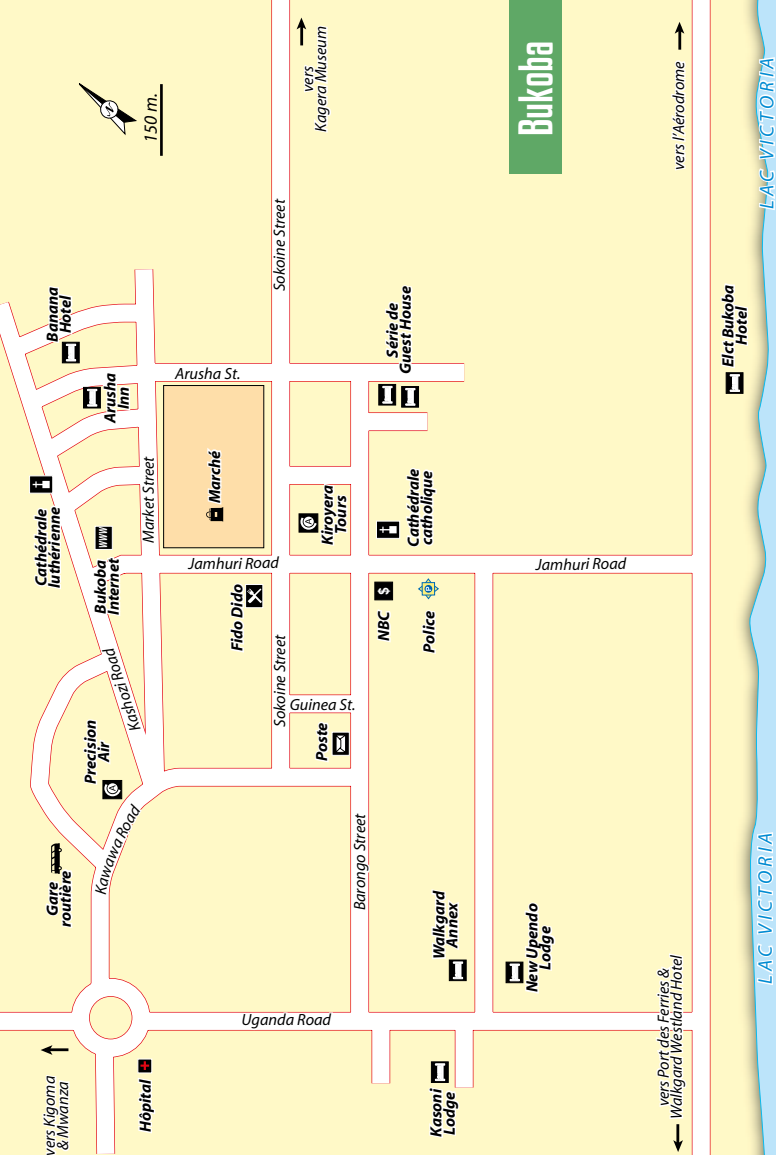 Bukoba
150 m.
N
vers
Kagera Museum
vers l'Aérodrome
LAC VICTORIA
Sokoine Street
Banana
Hotel
Série de
Guest House
Elct Bukoba
Hotel
Arusha St.
Arusha
Inn
Marché
Market Street
Kiroyera
Tours
Cathédrale
catholique
Cathédrale
luthérienne
Bukoba
Internet
WWW
Jamhuri Road
Jamhuri Road
Fido Dido
NBC
$
Police
Kashozi Road
Sokoine Street
Guinea St.
Precision
Air
Poste
Kawawa Road
Barongo Street
LAC VICTORIA
Gare
routière
Walkgard
Annex
New Upendo
Lodge
Uganda Road
vers Port des Ferries &
Walkgard Westland Hotel
vers Kigoma
& Mwanza
Hôpital
Kasoni
Lodge